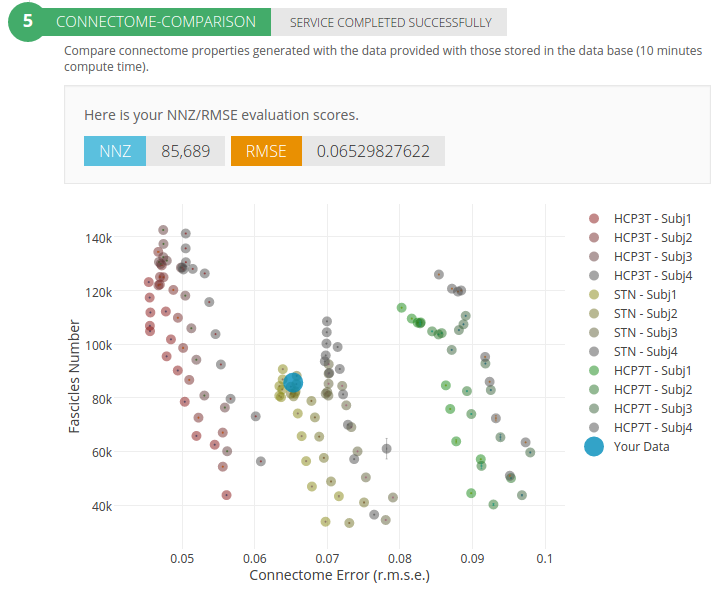 5 CONNECTOME-COMPARISON SERVICE COMPLETED SUCCESSFULLY
Compare connectome properties generated with the data provided with those stored in the data base (10 minutes
compute time).
Here is your NNZ/RMSE evaluation scores.
NNZ 85,689 RMSE 0.06529827622
140k
120k
100k
80k
60k
40k
Fascicles Number
0.05 0.06 0.07 0.08 0.09 0.1
Connectome Error (r.m.s.e.)
HCP3T - Subj1
HCP3T - Subj2
HCP3T - Subj3
HCP3T - Subj4
STN - Subj1
STN - Subj2
STN - Subj3
STN - Subj4
HCP7T - Subj1
HCP7T - Subj2
HCP7T - Subj3
HCP7T - Subj4
Your Data